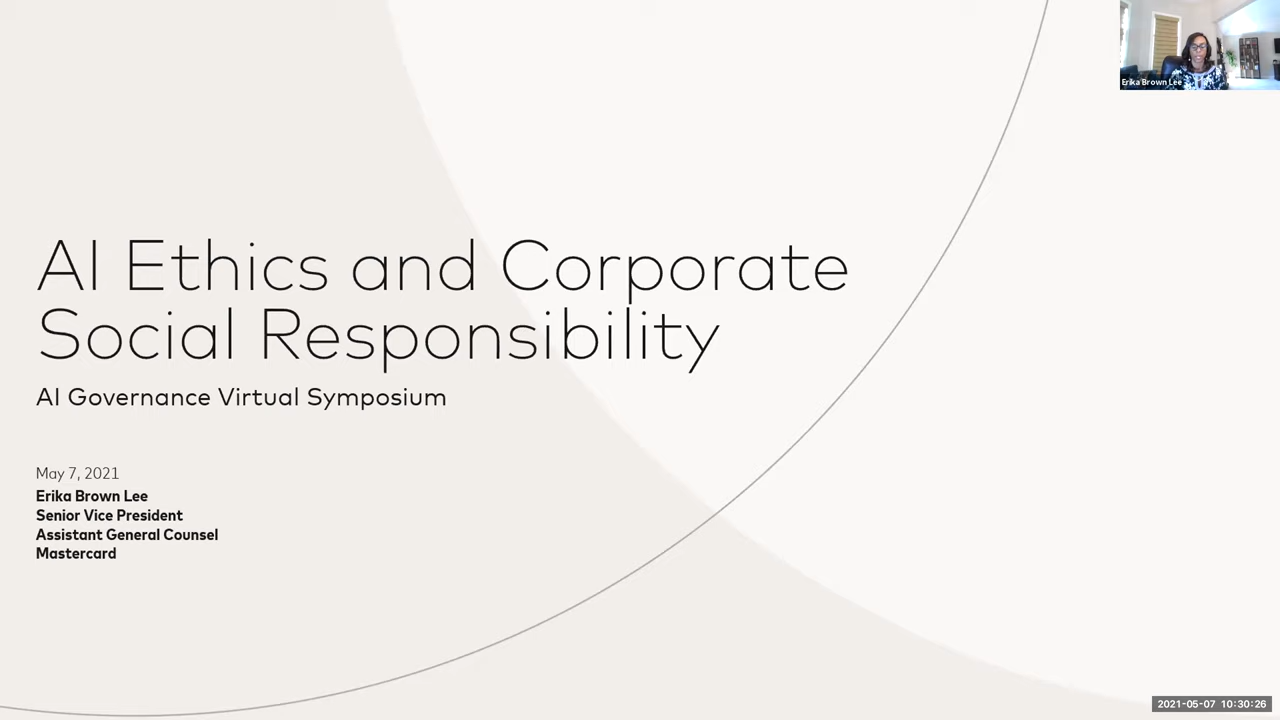 Erika Brown Lee
AI Ethics and Corporate
Social Responsibility
AI Governance Virtual Symposium
May 7, 2021
Erika Brown Lee
Senior Vice President
Assistant General Counsel
Mastercard
2021-05-07 10:30:26